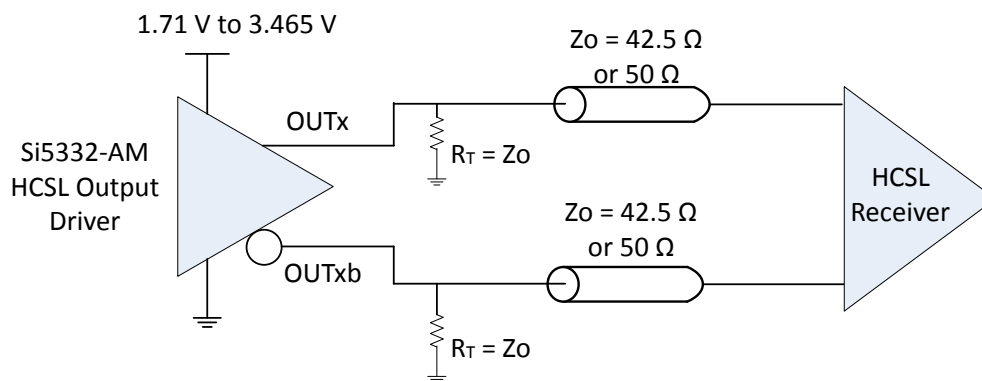 1.71 V to 3.465 V
Zo = 42.5 Ω
or 50 Ω
OUTx
RT = Zo
Si5332-AM
HCSL Output
Driver
HCSL
Receiver
Zo = 42.5 Ω
or 50 Ω
OUTxb
RT = Zo